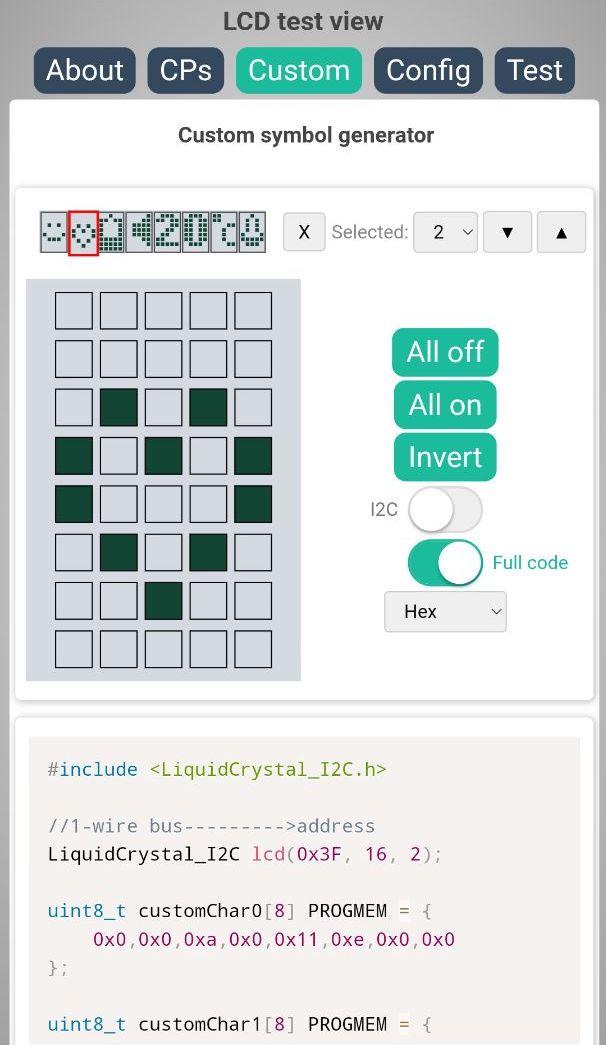 LCD test view
About CPs Custom Config Test
Custom symbol generator
X Selected: 2 ▼ ▲
All off
All on
Invert
I2C
Full code
Hex
#include <LiquidCrystal_I2C.h>
//1-wire bus--------->address
LiquidCrystal_I2C lcd(0x3F, 16, 2);
uint8_t customChar0[8] PROGMEM = {
0x0,0x0,0xa,0x0,0x11,0xe,0x0,0x0
};
uint8_t customChar1[8] PROGMEM = {